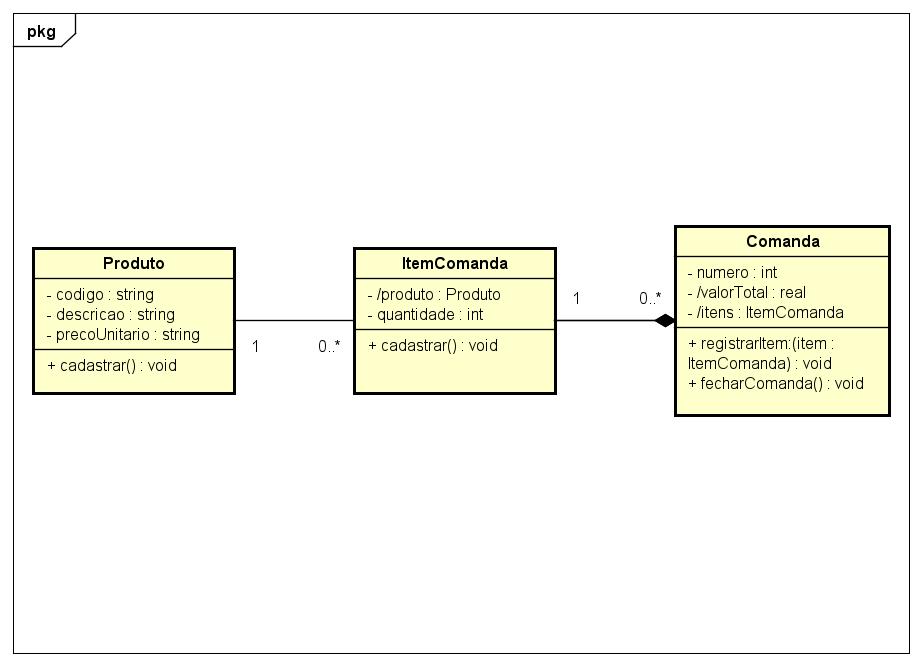 pkg
Produto
- codigo : string
- descricao : string
- precoUnitario : string
+ cadastrar() : void
1
0..*
ItemComanda
- /produto : Produto
- quantidade : int
+ cadastrar() : void
1
0..*
Comanda
- numero : int
- /valorTotal : real
- /itens : ItemComanda
+ registrarItem:(item :
ItemComanda) : void
+ fecharComanda() : void